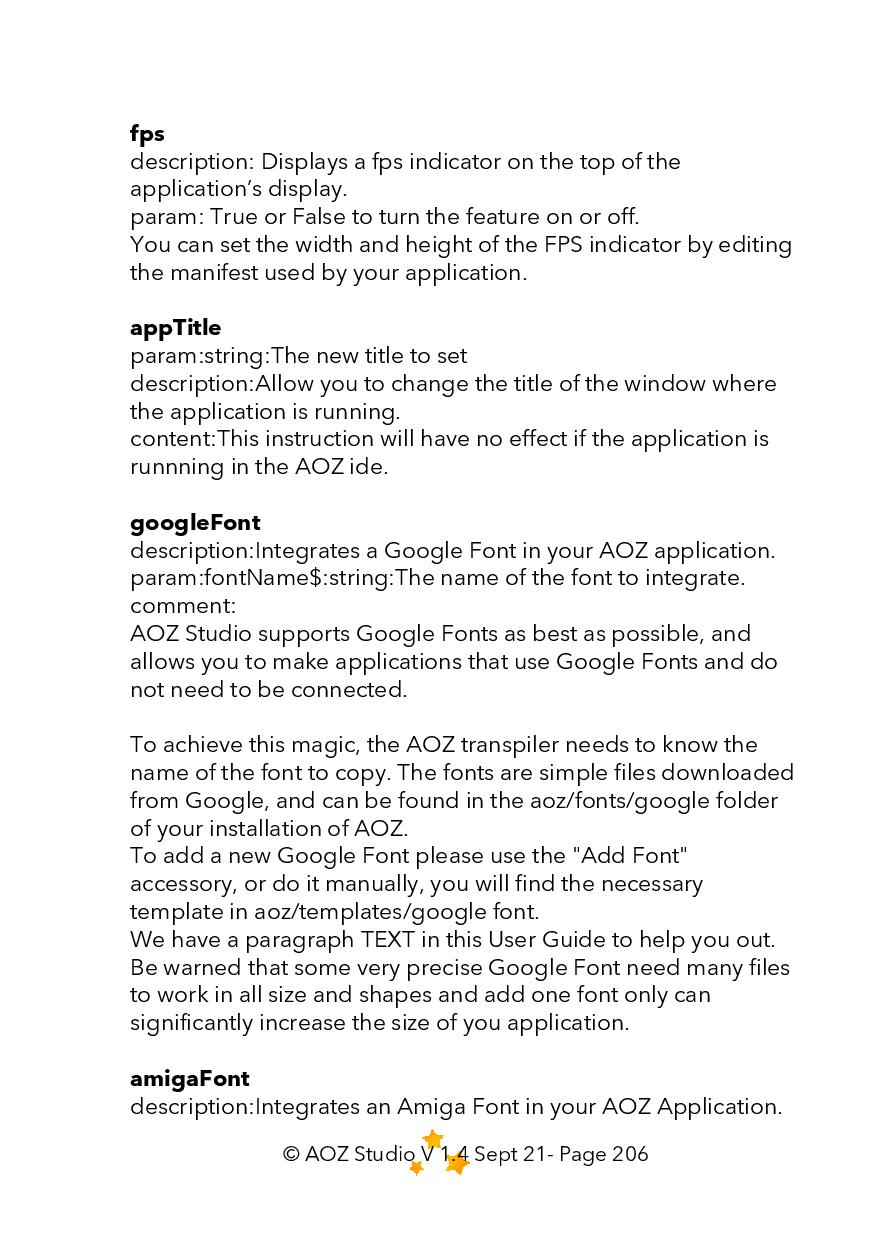 fps
description: Displays a fps indicator on the top of the
application’s display.
param: True or False to turn the feature on or off.
You can set the width and height of the FPS indicator by editing
the manifest used by your application.
appTitle
param:string:The new title to set
description:Allow you to change the title of the window where
the application is running.
content:This instruction will have no effect if the application is
runnning in the AOZ ide.
googleFont
description:Integrates a Google Font in your AOZ application.
param:fontName$:string:The name of the font to integrate.
comment:
AOZ Studio supports Google Fonts as best as possible, and
allows you to make applications that use Google Fonts and do
not need to be connected.
To achieve this magic, the AOZ transpiler needs to know the
name of the font to copy. The fonts are simple files downloaded
from Google, and can be found in the aoz/fonts/google folder
of your installation of AOZ.
To add a new Google Font please use the "Add Font"
accessory, or do it manually, you will find the necessary
template in aoz/templates/google font.
We have a paragraph TEXT in this User Guide to help you out.
Be warned that some very precise Google Font need many files
to work in all size and shapes and add one font only can
significantly increase the size of you application.
amigaFont
description:Integrates an Amiga Font in your AOZ Application.
© AOZ Studio V 1.4 Sept 21- Page 206